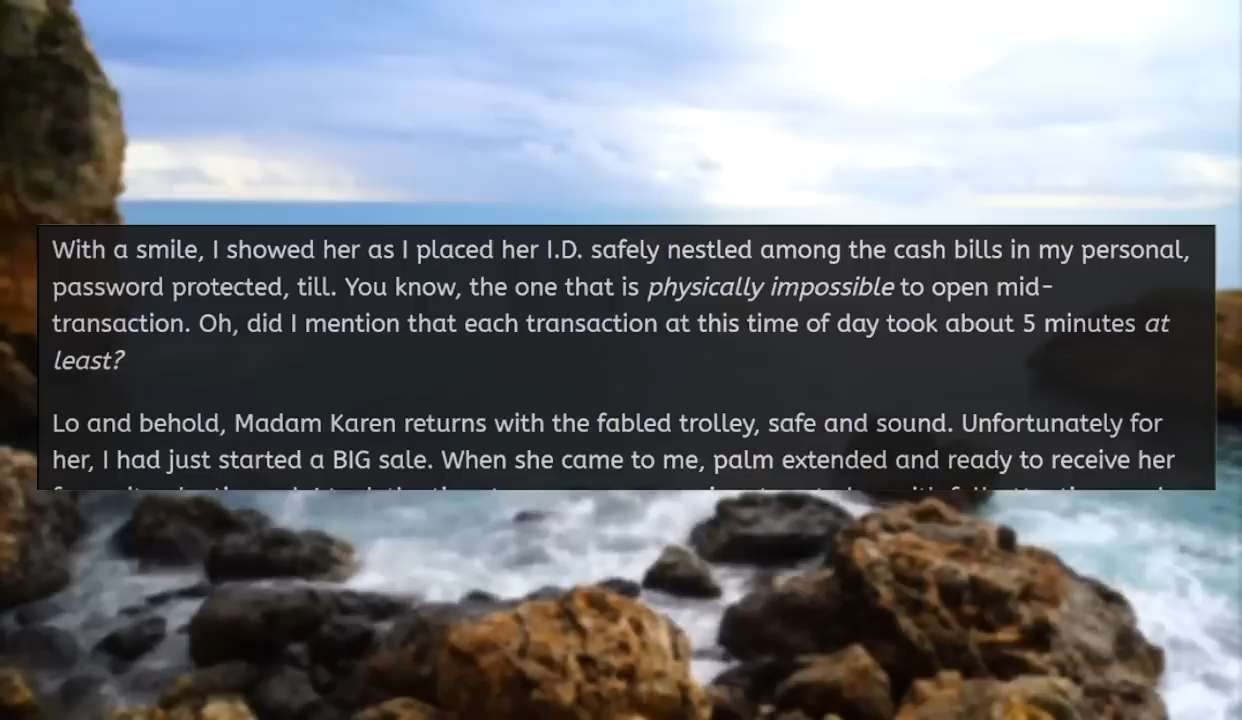 With a smile, I showed her as I placed her I.D. safely nestled among the cash bills in my personal,
password protected, till. You know, the one that is physically impossible to open mid-
transaction. Oh, did I mention that each transaction at this time of day took about 5 minutes at
least?
Lo and behold, Madam Karen returns with the fabled trolley, safe and sound. Unfortunately for
her, I had just started a BIG sale. When she came to me, palm extended and ready to receive her